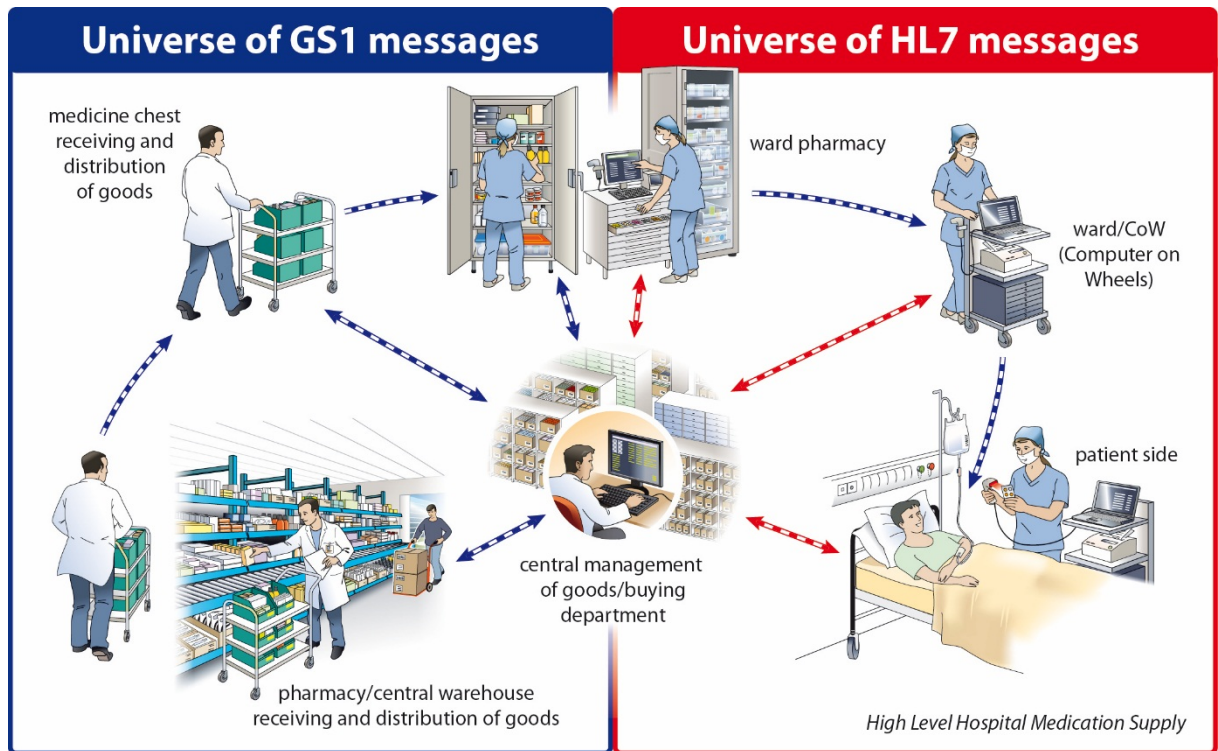 Universe of GS1 messages
Universe of HL7 messages
medicine chest
receiving and
distribution
of goods
ward pharmacy
ward/CoW
(Computer on
Wheels)
patient side
central management
of goods/buying
department
pharmacy/central warehouse
receiving and distribution of goods
High Level Hospital Medication Supply